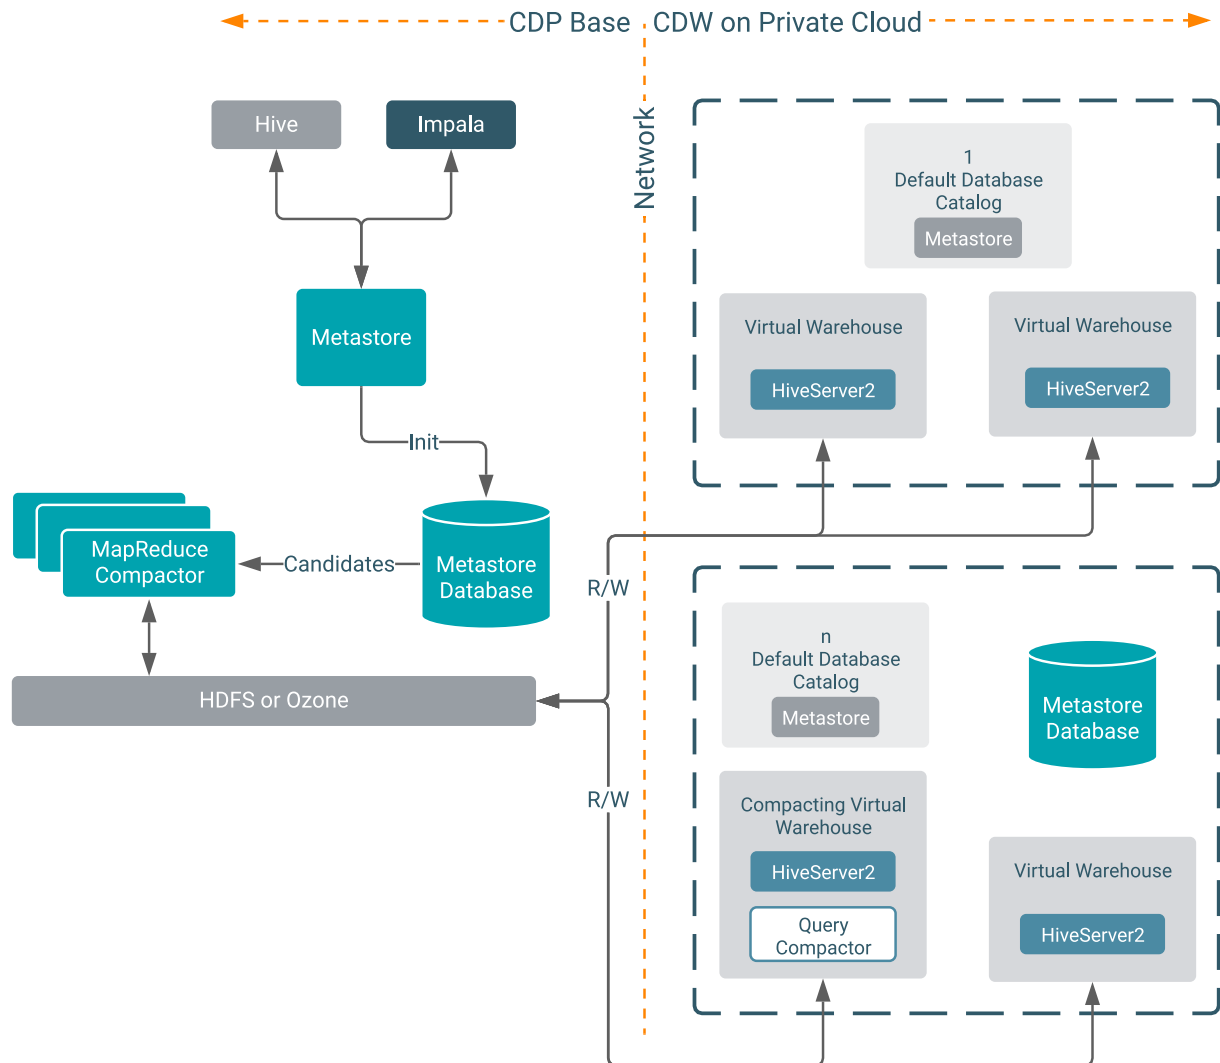 CDP Base
CDW on Private Cloud
Network
Hive
Impala
Metastore
Init
Metastore
Database
Candidates
MapReduce
Compactor
HDFS or Ozone
R/W
R/W
1
Default Database
Catalog
Metastore
Virtual Warehouse
HiveServer2
Virtual Warehouse
HiveServer2
n
Default Database
Catalog
Metastore
Metastore
Database
Compacting Virtual
Warehouse
HiveServer2
Query
Compactor
Virtual Warehouse
HiveServer2